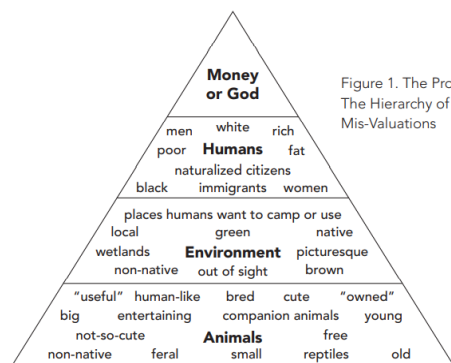 Money
or God
Figure 1. The
The Hierarchy of
Mis-Valuations
men white rich
poor Humans fat
naturalized citizens
black immigrants women
places humans want to camp or use
local green native
wetlands Environment picturesque
non-native out of sight brown
"useful" human-like bred cute "owned"
big entertaining companion animals young
not-so-cute Animals free
non-native feral small reptiles old